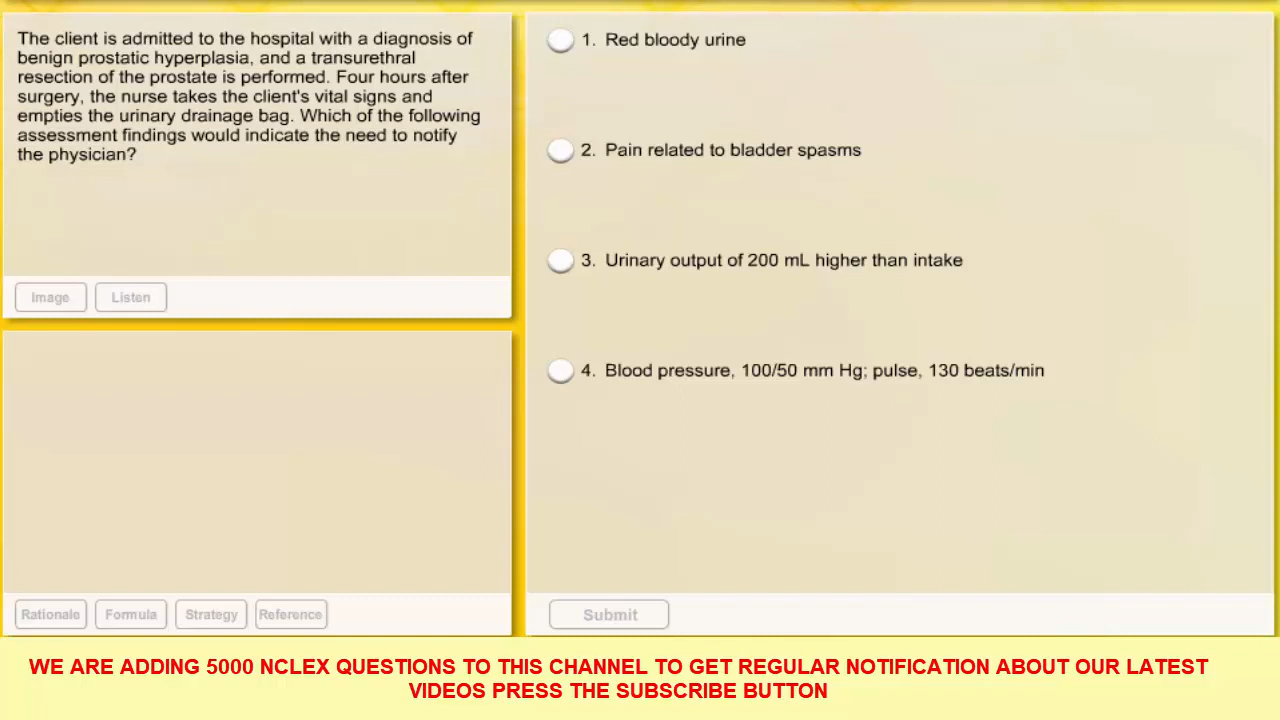 The client is admitted to the hospital with a diagnosis of
benign prostatic hyperplasia, and a transurethral
resection of the prostate is performed. Four hours after
surgery, the nurse takes the client's vital signs and
empties the urinary drainage bag. Which of the following
assessment findings would indicate the need to notify
the physician?
Image
Listen
1. Red bloody urine
2. Pain related to bladder spasms
3. Urinary output of 200 mL higher than intake
4. Blood pressure, 100/50 mm Hg; pulse, 130 beats/min
Rationale
Formula
Strategy
Reference
Submit
WE ARE ADDING 5000 NCLEX QUESTIONS TO THIS CHANNEL TO GET REGULAR NOTIFICATION ABOUT OUR LATEST
VIDEOS PRESS THE SUBSCRIBE BUTTON